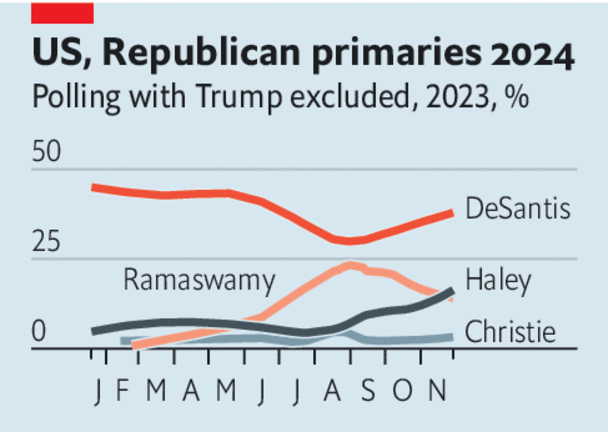 US, Republican primaries 2024
Polling with Trump excluded, 2023, %
50
DeSantis
25
Ramaswamy
Haley
0
Christie
J F M A M J J A S O N